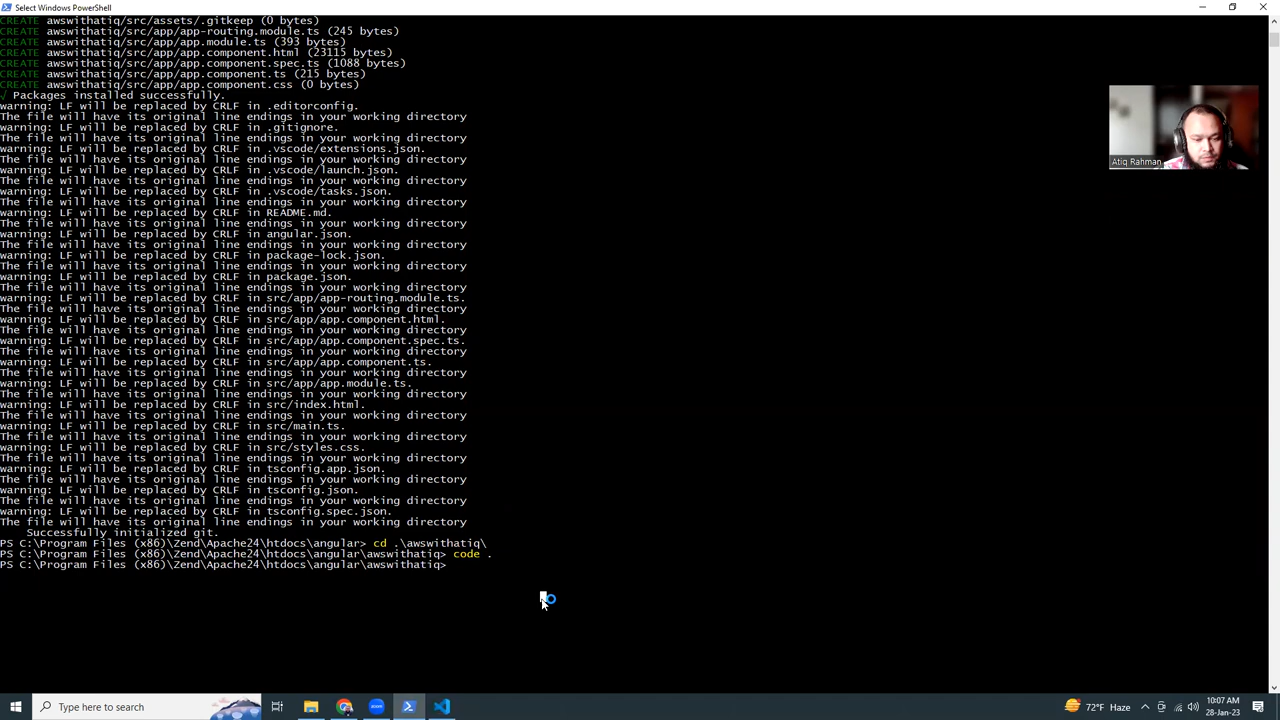 Select Windows PowerShell
CREATE awswithatiq/src/assets/.gitkeep (0 bytes)
CREATE awswithatiq/src/app/app-routing.module.ts (245 bytes)
CREATE awswithatiq/src/app/app.module.ts (393 bytes)
CREATE awswithatiq/src/app/app.component.html (23115 bytes)
CREATE awswithatiq/src/app/app.component.spec.ts (1088 bytes)
CREATE awswithatiq/src/app/app.component.ts (215 bytes)
CREATE awswithatiq/src/app/app.component.css (0 bytes)
√ Packages installed successfully.
warning: LF will be replaced by CRLF in .editorconfig.
The file will have its original line endings in your working directory
warning: LF will be replaced by CRLF in .gitignore.
The file will have its original line endings in your working directory
warning: LF will be replaced by CRLF in .vscode/extensions.json.
The file will have its original line endings in your working directory
warning: LF will be replaced by CRLF in .vscode/launch.json.
The file will have its original line endings in your working directory
warning: LF will be replaced by CRLF in .vscode/tasks.json.
The file will have its original line endings in your working directory
warning: LF will be replaced by CRLF in README.md.
The file will have its original line endings in your working directory
warning: LF will be replaced by CRLF in angular.json.
The file will have its original line endings in your working directory
warning: LF will be replaced by CRLF in package-lock.json.
The file will have its original line endings in your working directory
warning: LF will be replaced by CRLF in package.json.
The file will have its original line endings in your working directory
warning: LF will be replaced by CRLF in src/app/app-routing.module.ts.
The file will have its original line endings in your working directory
warning: LF will be replaced by CRLF in src/app/app.component.html.
The file will have its original line endings in your working directory
warning: LF will be replaced by CRLF in src/app/app.component.spec.ts.
The file will have its original line endings in your working directory
warning: LF will be replaced by CRLF in src/app/app.component.ts.
The file will have its original line endings in your working directory
warning: LF will be replaced by CRLF in src/app/app.module.ts.
The file will have its original line endings in your working directory
warning: LF will be replaced by CRLF in src/index.html.
The file will have its original line endings in your working directory
warning: LF will be replaced by CRLF in src/main.ts.
The file will have its original line endings in your working directory
warning: LF will be replaced by CRLF in src/styles.css.
The file will have its original line endings in your working directory
warning: LF will be replaced by CRLF in tsconfig.app.json.
The file will have its original line endings in your working directory
warning: LF will be replaced by CRLF in tsconfig.json.
The file will have its original line endings in your working directory
warning: LF will be replaced by CRLF in tsconfig.spec.json.
The file will have its original line endings in your working directory
Successfully initialized git.
PS C:\Program Files (x86)\Zend\Apache24\htdocs\angular> cd .\awswithatiq\
PS C:\Program Files (x86)\Zend\Apache24\htdocs\angular\awswithatiq> code .
PS C:\Program Files (x86)\Zend\Apache24\htdocs\angular\awswithatiq>
Atiq Rahman
Type here to search
zoom
72°F Haze
10:07 AM
28-Jan-23